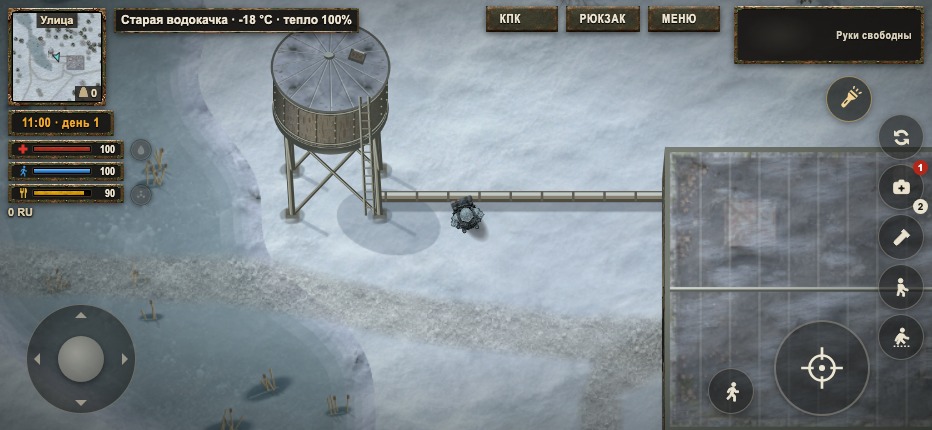 Улица
Старая водокачка · -18 °C · тепло 100%
КПК
РЮКЗАК
МЕНЮ
Руки свободны
0
11:00 · день 1
100
100
90
0 RU
1
2